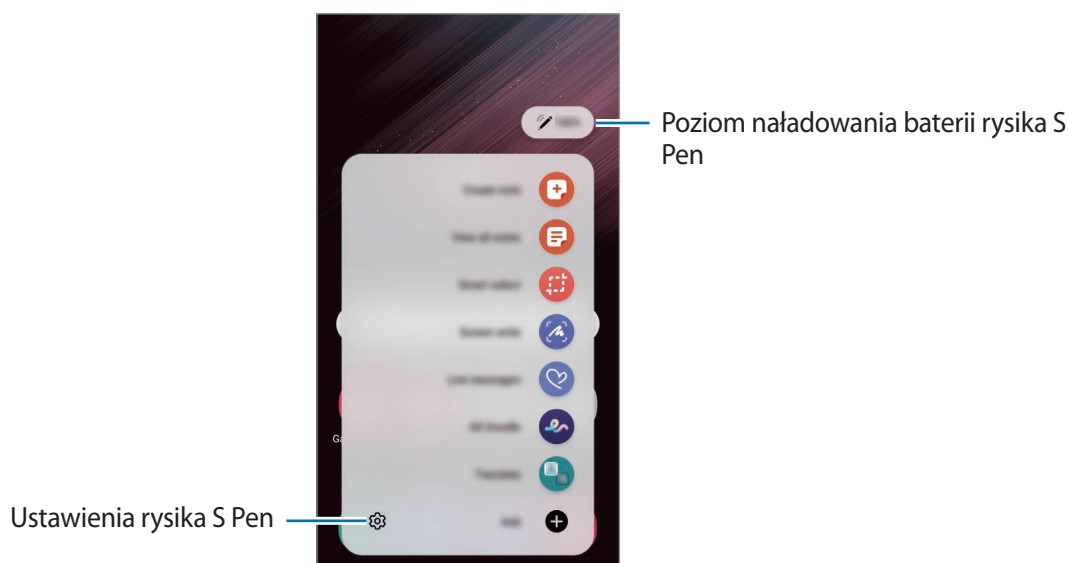 Poziom naładowania baterii rysika S
Pen
Create note
View all notes
Smart select
Screen write
Live messages
AR Doodle
Translate
Ga
Ustawienia rysika S Pen
Add